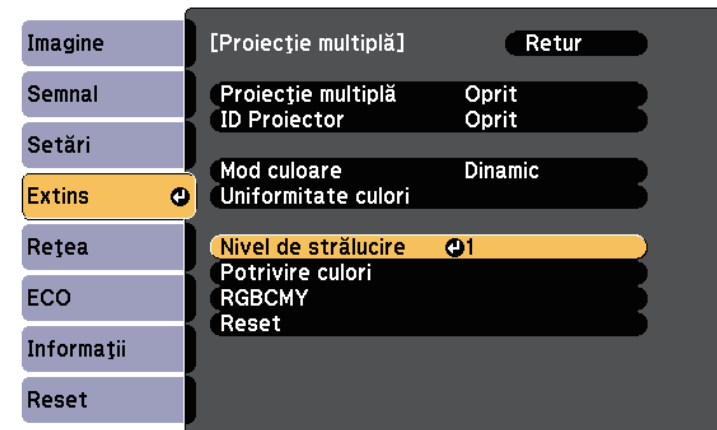 Imagine
Semnal
Setări
Extins
Reţea
ECO
Informaţii
Reset
[Proiecţie multiplă] Retur
Proiecţie multiplă Oprit
ID Proiector Oprit
Mod culoare Dinamic
Uniformitate culori
Nivel de strălucire 1
Potrivire culori
RGBCMY
Reset